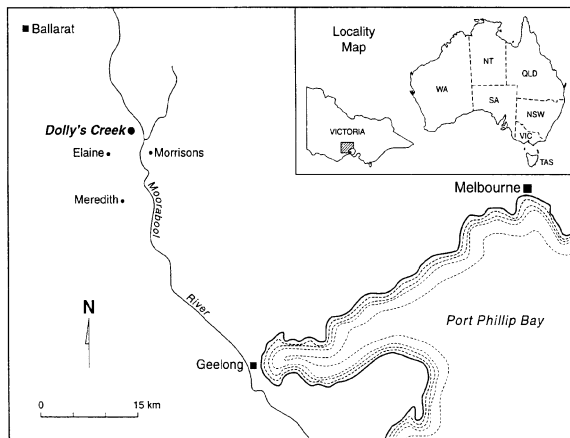 Ballarat
Locality
Map
NT
QLD
WA
SA
NSW
VIC
TAS
VICTORIA
Dolly's Creek
Elaine
Morrisons
Melbourne
Meredith
Moorabool
River
N
Port Phillip Bay
Geelong
0 15 km